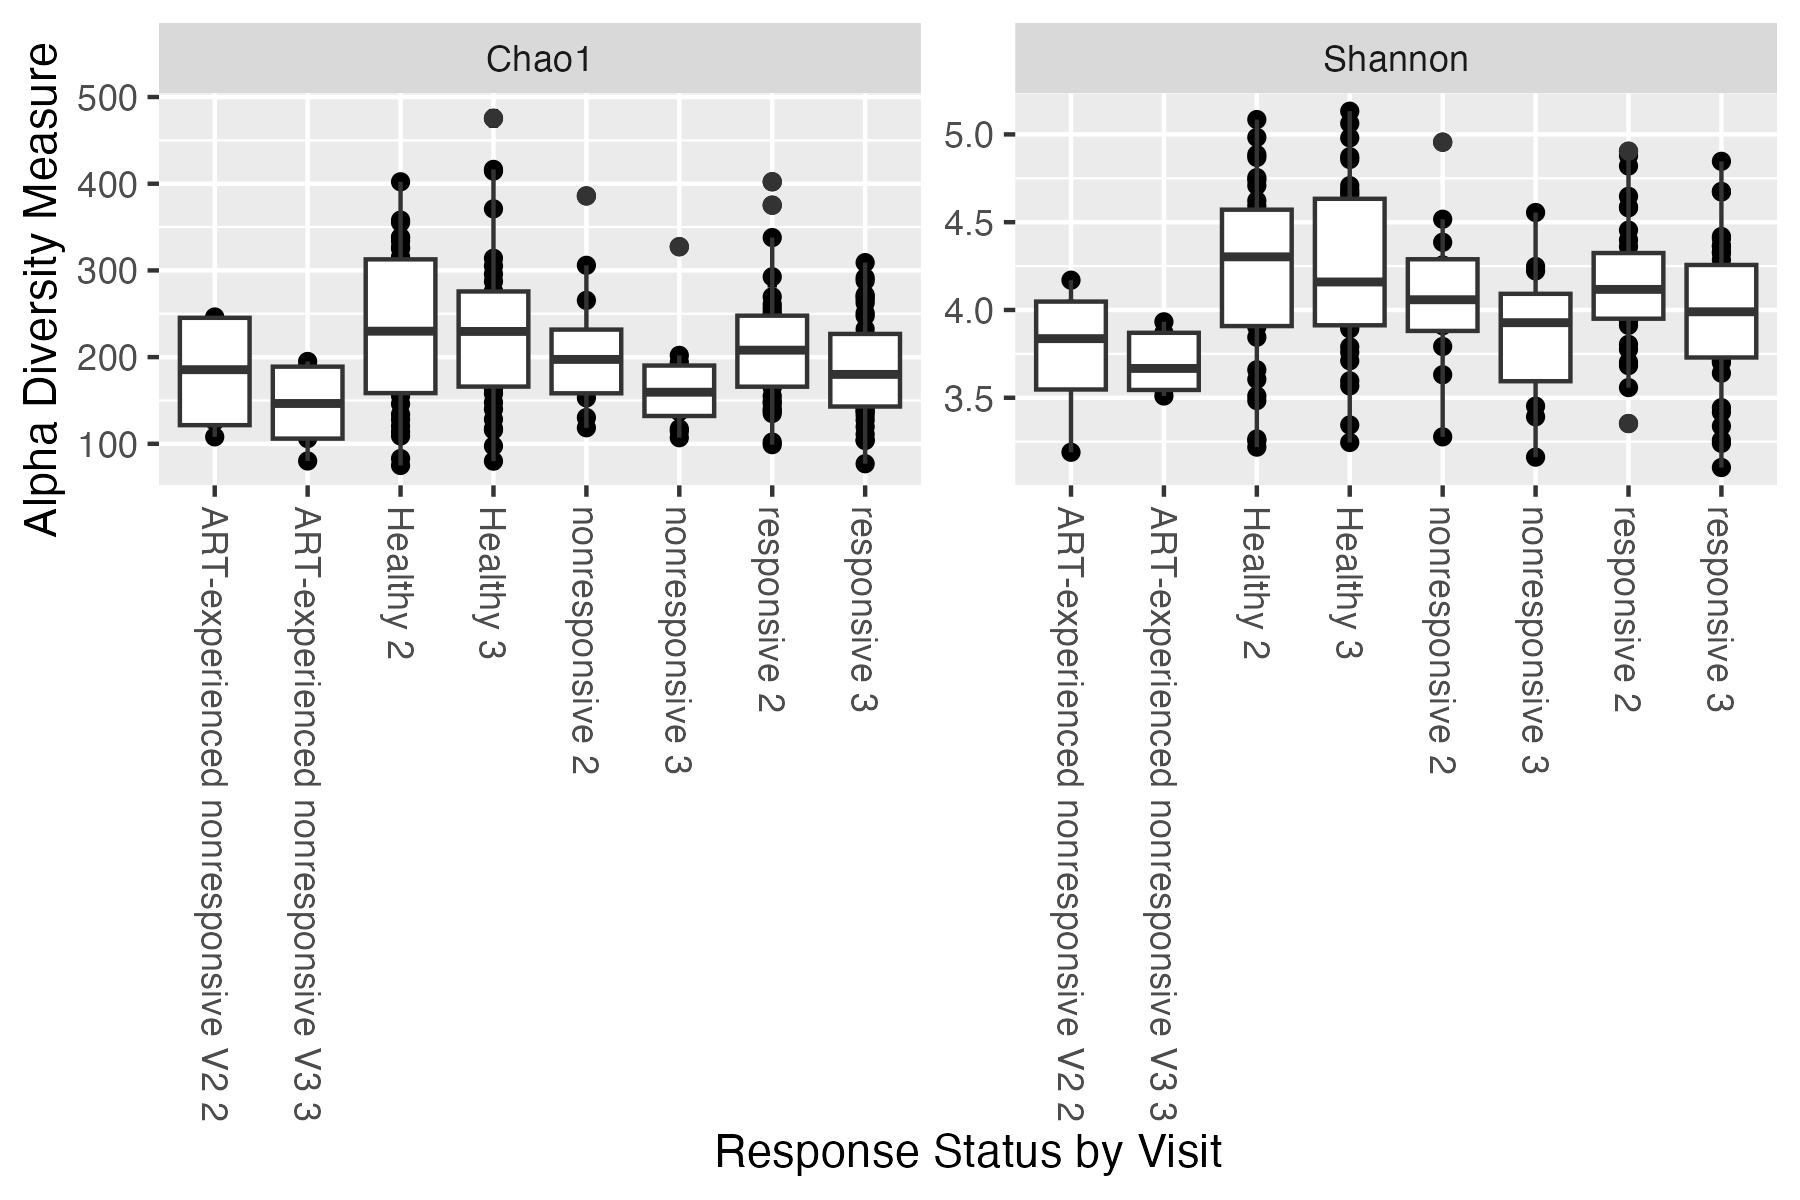 Alpha Diversity Measure
Chao1
500
400
300
200
100
ART-experienced nonresponsive V2 2
ART-experienced nonresponsive V3 3
Healthy 2
Healthy 3
nonresponsive 2
nonresponsive 3
responsive 2
responsive 3
Shannon
5.0
4.5
4.0
3.5
ART-experienced nonresponsive V2 2
ART-experienced nonresponsive V3 3
Healthy 2
Healthy 3
nonresponsive 2
nonresponsive 3
responsive 2
responsive 3
Response Status by Visit